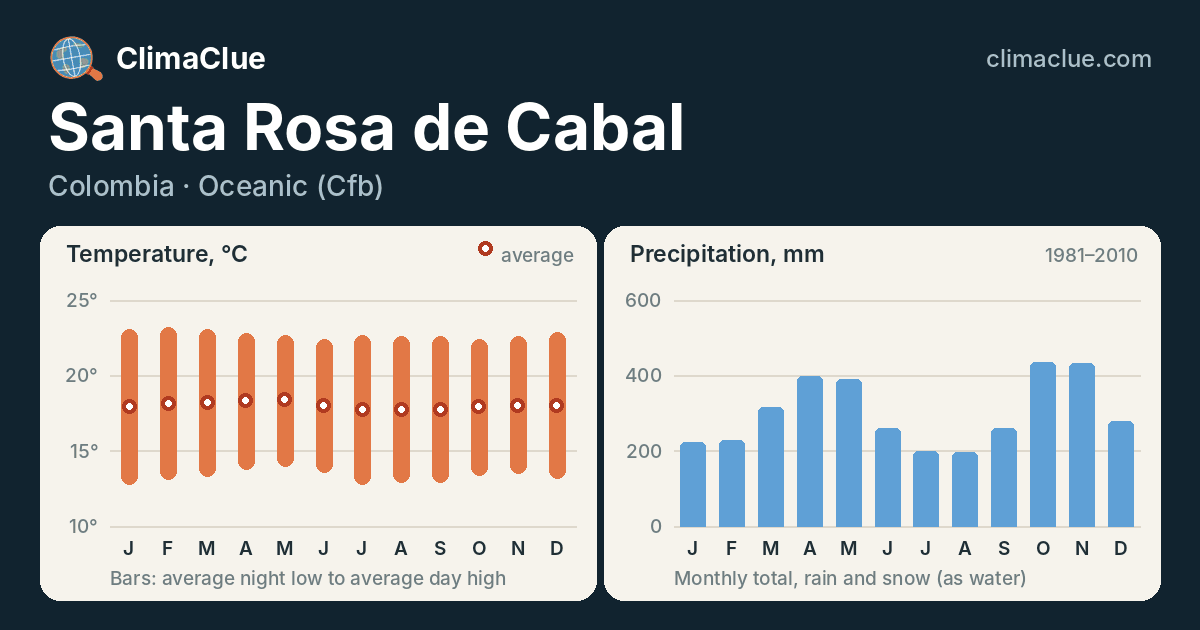 ClimaClue
climaclue.com
Santa Rosa de Cabal
Colombia · Oceanic (Cfb)
Temperature, °C
average
25°
20°
15°
10°
J F M A M J J A S O N D
Bars: average night low to average day high
Precipitation, mm
1981–2010
600
400
200
0
J F M A M J J A S O N D
Monthly total, rain and snow (as water)